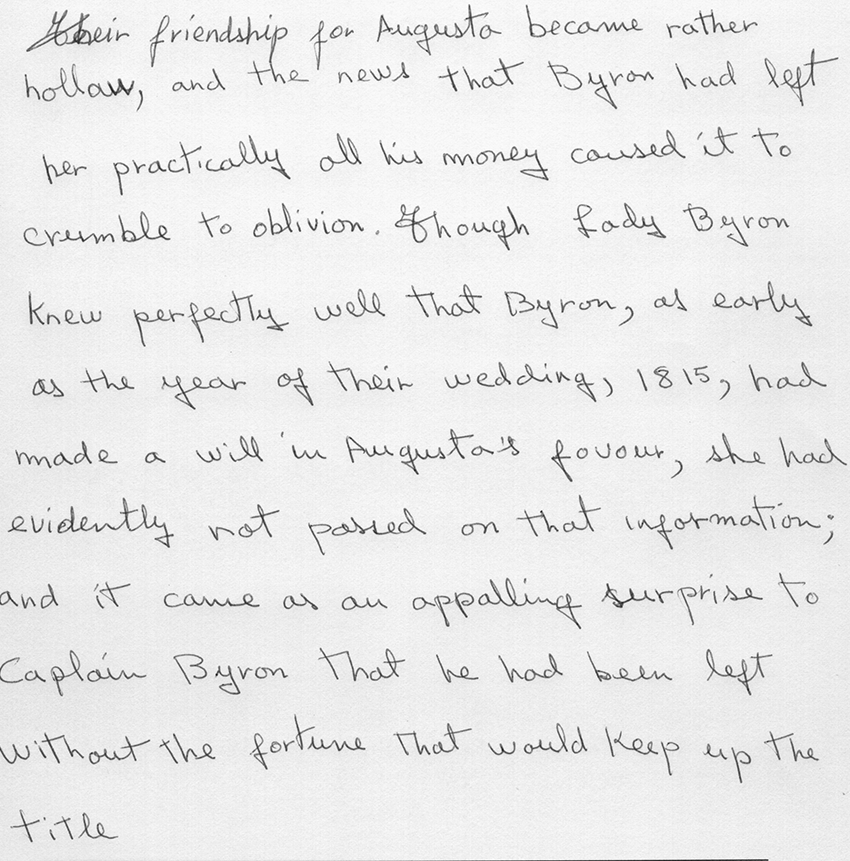 Their friendship for Augusta became rather
hollow, and the news that Byron had left
her practically all his money caused it to
crumble to oblivion. Though Lady Byron
knew perfectly well that Byron, as early
as the year of their wedding, 1815, had
made a will in Augusta's favour, she had
evidently not passed on that information;
and it came as an appalling surprise to
Captain Byron that he had been left
without the fortune that would keep up the
title